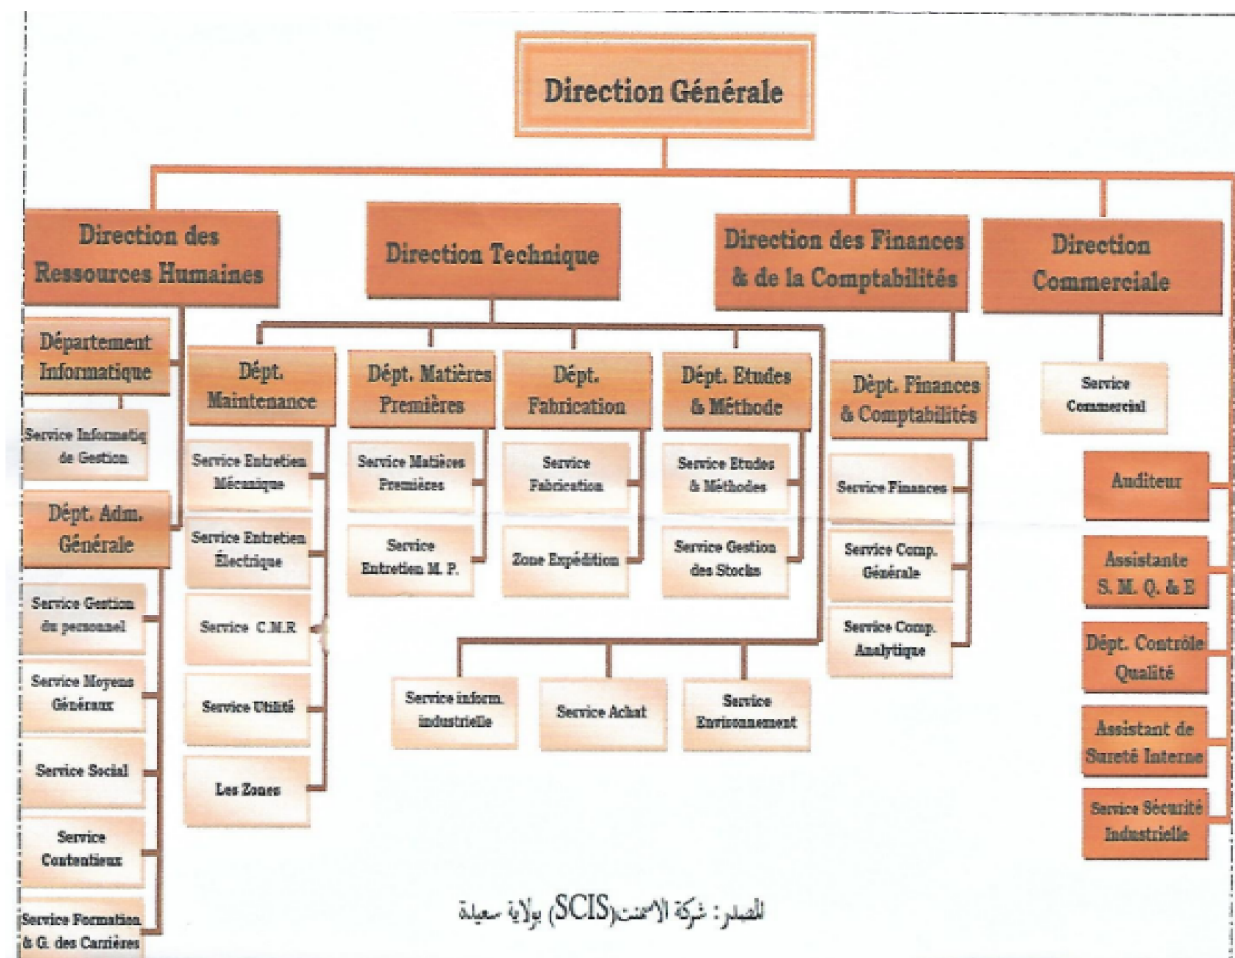 Direction Générale
Direction des
Ressources Humaines
Direction Technique
Direction des Finances
& de la Comptabilités
Direction
Commerciale
Département
Informatique
Service Informatiq
de Gestion
Dépt. Adm.
Générale
Service Gestion
du personnel
Service Moyens
Généraux
Service Social
Service
Contentieux
Service Formation
& G. des Carrières
Dépt.
Maintenance
Service Entretien
Mécanique
Service Entretien
Électrique
Service C.M.R
Service Utilité
Les Zones
Dépt. Matières
Premières
Service Matières
Premières
Service
Entretien M. P.
Dépt.
Fabrication
Service
Fabrication
Zone Expédition
Dépt. Etudes
& Méthode
Service Etudes
& Méthodes
Service Gestion
des Stocks
Service inform.
industrielle
Service Achat
Service
Environnement
Dèpt. Finances
& Comptabilités
Service Finances
Service Comp.
Générale
Service Comp.
Analytique
Service
Commercial
Auditeur
Assistante
S. M. Q. & E
Dépt. Contrôle
Qualité
Assistant de
Sureté Interne
Service Sécurité
Industrielle
المصدر: شركة الاسمنت(SCIS) بولاية سعيدة